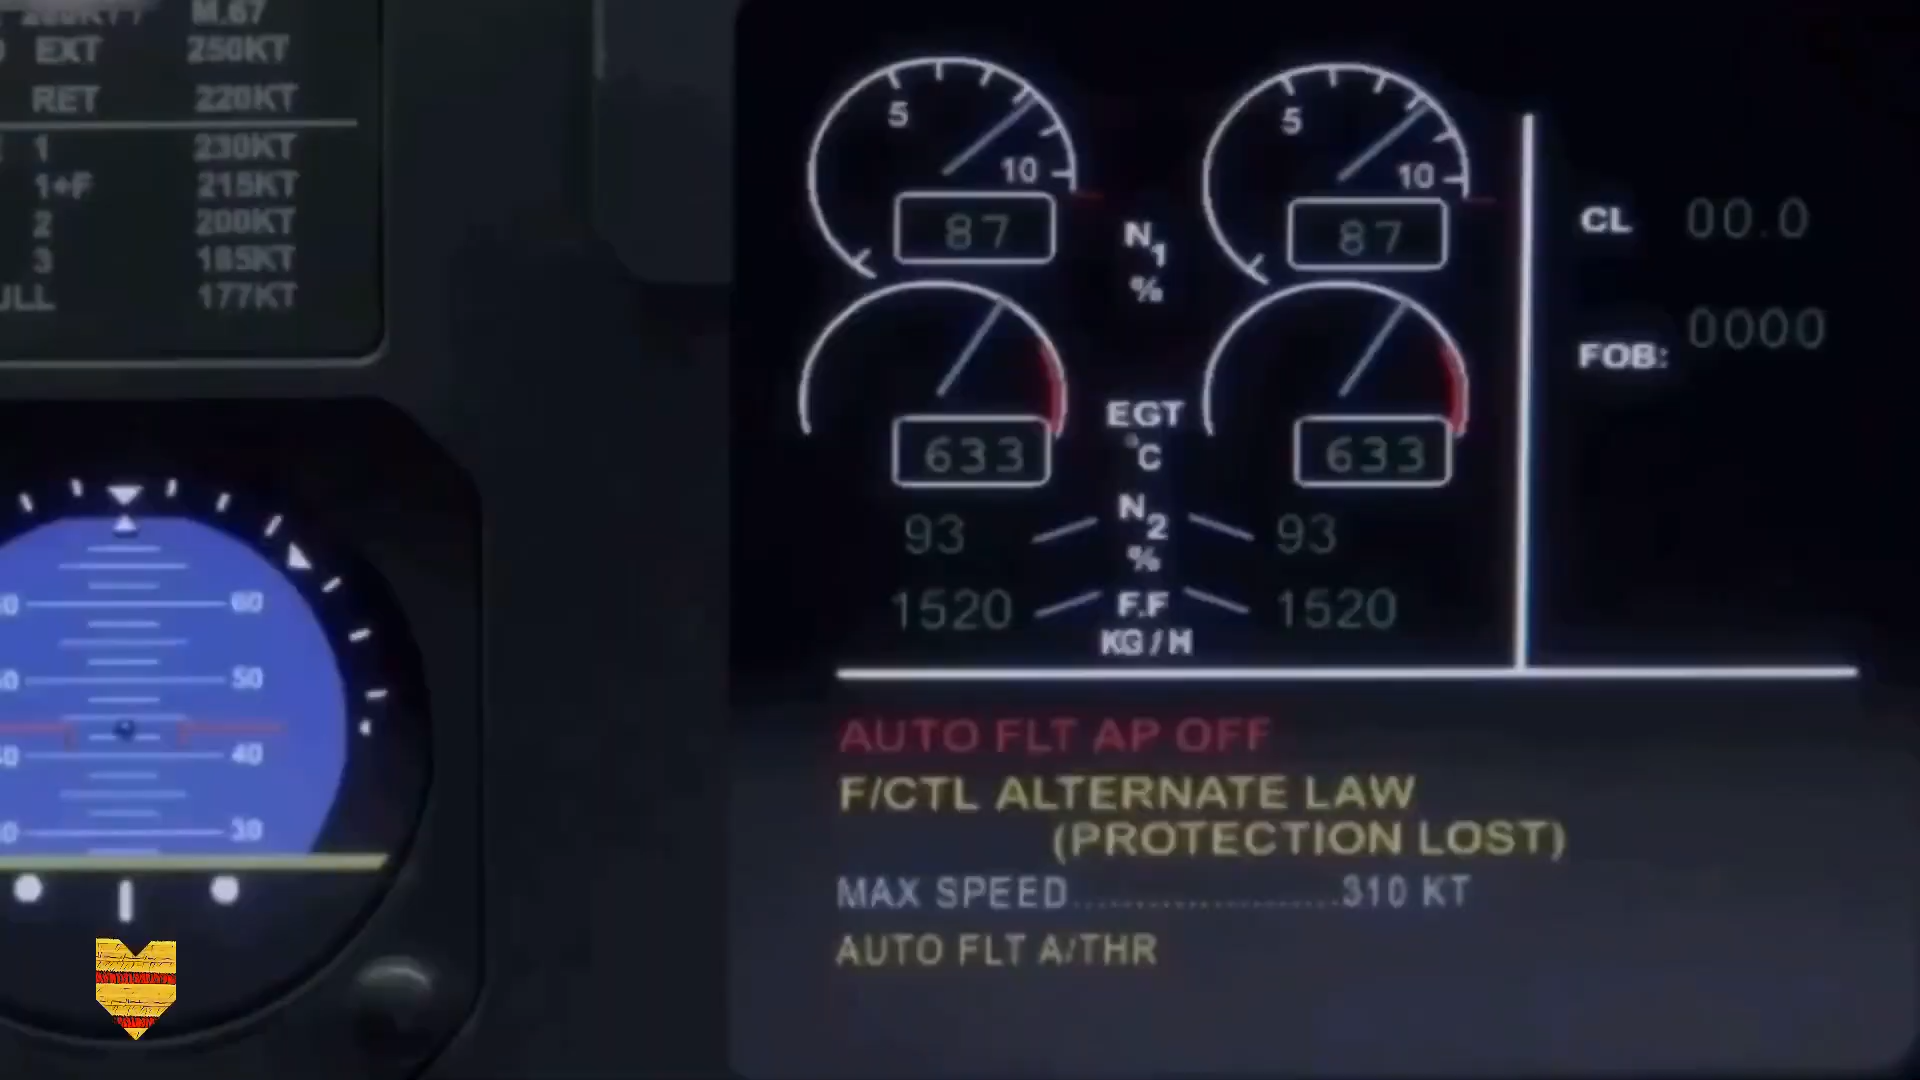 M.67
EXT 250KT
RET 220KT
1 230KT
1+F 215KT
2 200KT
3 185KT
177KT
60
50
40
30
5
10
87
5
10
87
N1
%
633
EGT
°C
633
93
N2
%
93
1520
F.F
KG/H
1520
CL 00.0
FOB: 0000
AUTO FLT AP OFF
F/CTL ALTERNATE LAW
(PROTECTION LOST)
MAX SPEED....................310 KT
AUTO FLT A/THR